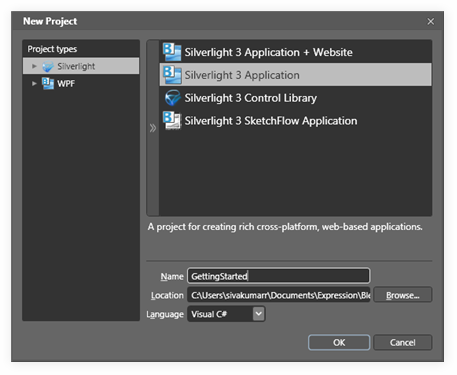 New Project
Project types
Silverlight
WPF
Silverlight 3 Application + Website
Silverlight 3 Application
Silverlight 3 Control Library
Silverlight 3 SketchFlow Application
A project for creating rich cross-platform, web-based applications.
Name GettingStarted
Location C:\Users\sivakumarr\Documents\Expression\Ble Browse...
Language Visual C#
OK Cancel